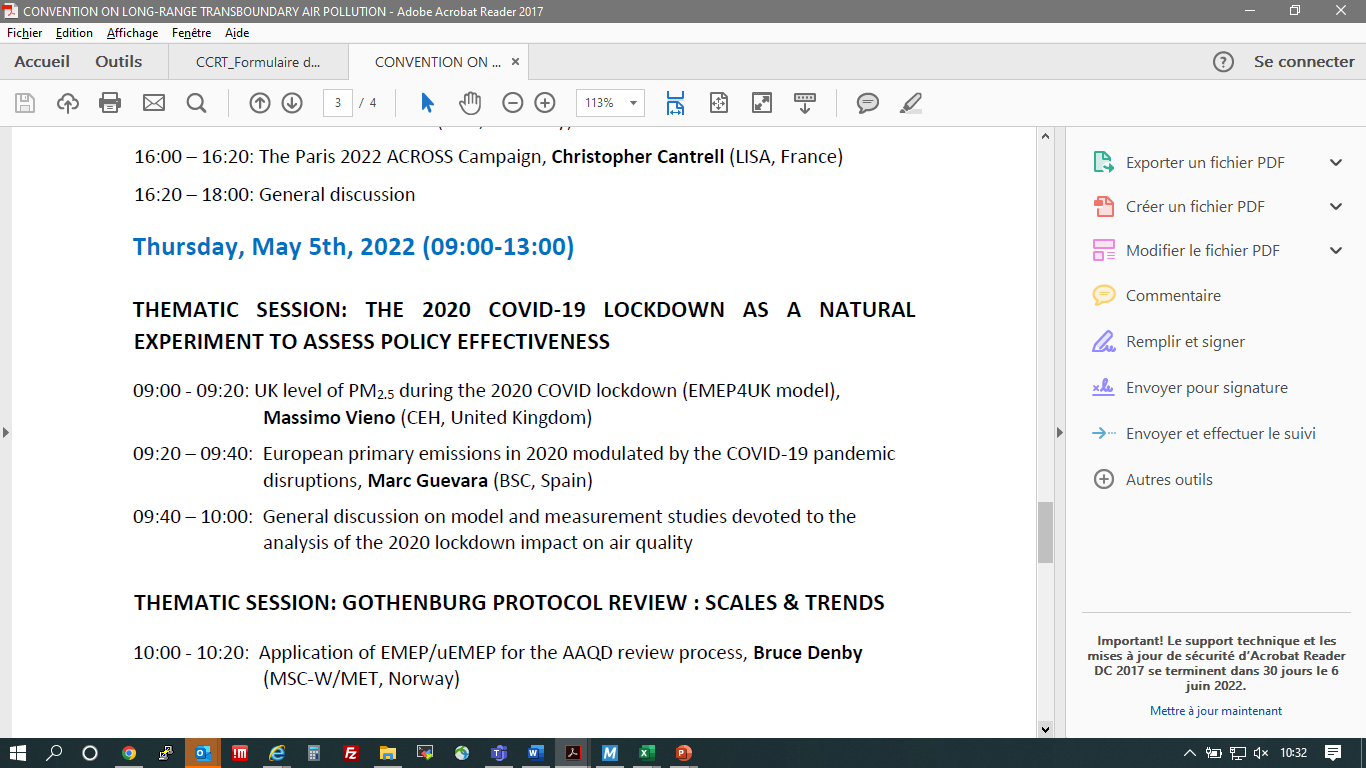 CONVENTION ON LONG-RANGE TRANSBOUNDARY AIR POLLUTION - Adobe Acrobat Reader 2017
Fichier Edition Affichage Fenêtre Aide
Accueil Outils CCRT_Formulaire d... CONVENTION ON ... × ? Se connecter
3 / 4 113%
16:00 – 16:20: The Paris 2022 ACROSS Campaign, Christopher Cantrell (LISA, France)
16:20 – 18:00: General discussion
Thursday, May 5th, 2022 (09:00-13:00)
THEMATIC SESSION: THE 2020 COVID-19 LOCKDOWN AS A NATURAL
EXPERIMENT TO ASSESS POLICY EFFECTIVENESS
09:00 - 09:20: UK level of PM2.5 during the 2020 COVID lockdown (EMEP4UK model),
Massimo Vieno (CEH, United Kingdom)
09:20 – 09:40: European primary emissions in 2020 modulated by the COVID-19 pandemic
disruptions, Marc Guevara (BSC, Spain)
09:40 – 10:00: General discussion on model and measurement studies devoted to the
analysis of the 2020 lockdown impact on air quality
THEMATIC SESSION: GOTHENBURG PROTOCOL REVIEW : SCALES & TRENDS
10:00 - 10:20: Application of EMEP/uEMEP for the AAQD review process, Bruce Denby
(MSC-W/MET, Norway)
Exporter un fichier PDF
Créer un fichier PDF
Modifier le fichier PDF
Commentaire
Remplir et signer
Envoyer pour signature
Envoyer et effectuer le suivi
Autres outils
Important! Le support technique et les
mises à jour de sécurité d'Acrobat Reader
DC 2017 se terminent dans 30 jours le 6
juin 2022.
Mettre à jour maintenant
10:32